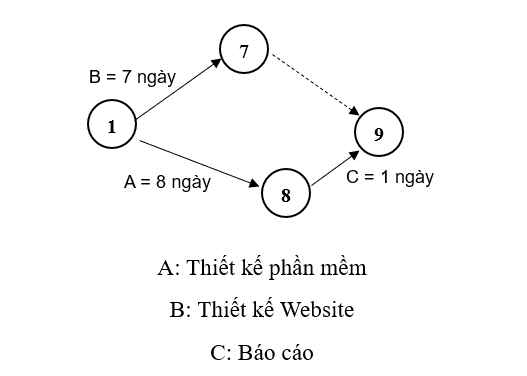 7
B = 7 ngày
1
9
A = 8 ngày
8
C = 1 ngày
A: Thiết kế phần mềm
B: Thiết kế Website
C: Báo cáo